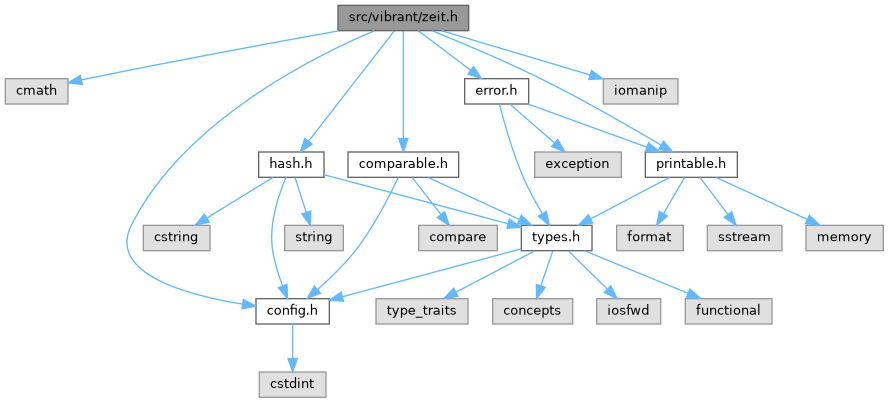 src/vibrant/zeit.h
cmath
error.h
iomanip
hash.h
comparable.h
exception
printable.h
cstring
string
compare
types.h
format
sstream
memory
config.h
type_traits
concepts
iosfwd
functional
cstdint